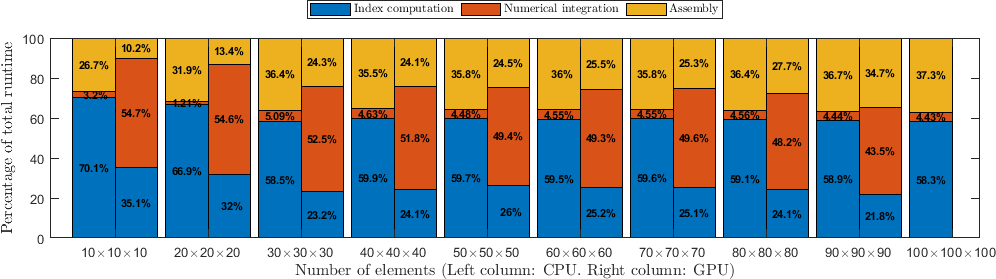 Index computation Numerical integration Assembly
Percentage of total runtime
100
80
60
40
20
0
26.7% 10.2% 31.9% 13.4% 36.4% 24.3% 35.5% 24.1% 35.8% 24.5% 36% 25.5% 35.8% 25.3% 36.4% 27.7% 36.7% 34.7% 37.3%
3.2% 54.7% 1.21% 54.6% 5.09% 52.5% 4.63% 51.8% 4.48% 49.4% 4.55% 49.3% 4.55% 49.6% 4.56% 48.2% 4.44% 43.5% 4.43%
70.1% 35.1% 66.9% 32% 58.5% 23.2% 59.9% 24.1% 59.7% 26% 59.5% 25.2% 59.6% 25.1% 59.1% 24.1% 58.9% 21.8% 58.3%
10×10×10 20×20×20 30×30×30 40×40×40 50×50×50 60×60×60 70×70×70 80×80×80 90×90×90 100×100×100
Number of elements (Left column: CPU. Right column: GPU)